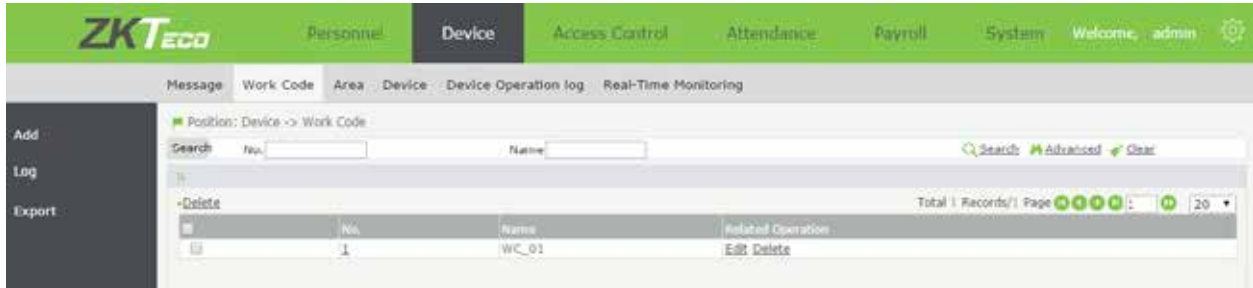 ZKTeco Personnel Device Access Control Attendance Payroll System Welcome, admin
Message Work Code Area Device Device Operation log Real-Time Monitoring
Add
Log
Export
Position: Device -> Work Code
Search No. Name Search Advanced Clear
-Delete Total 1 Records/1 Page 1 20
No. Name Related Operation
1 WC_01 Edit Delete